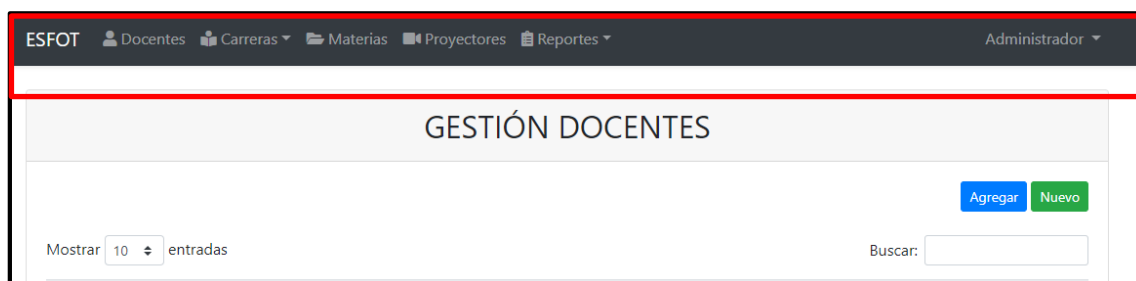 ESFOT Docentes Carreras Materias Proyectores Reportes Administrador
GESTIÓN DOCENTES
Agregar Nuevo
Mostrar 10 entradas Buscar: